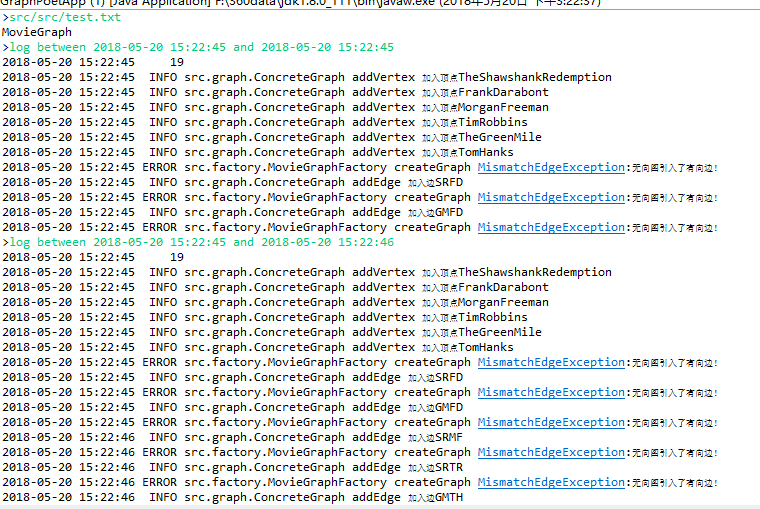 GraphPoetApp (1) [Java Application] F:\360data\jdk1.8.0_111\bin\javaw.exe (2018年5月20日 下午3:22:37)
>src/src/test.txt
MovieGraph
>log between 2018-05-20 15:22:45 and 2018-05-20 15:22:45
2018-05-20 15:22:45     19
2018-05-20 15:22:45  INFO src.graph.ConcreteGraph addVertex 加入顶点TheShawshankRedemption
2018-05-20 15:22:45  INFO src.graph.ConcreteGraph addVertex 加入顶点FrankDarabont
2018-05-20 15:22:45  INFO src.graph.ConcreteGraph addVertex 加入顶点MorganFreeman
2018-05-20 15:22:45  INFO src.graph.ConcreteGraph addVertex 加入顶点TimRobbins
2018-05-20 15:22:45  INFO src.graph.ConcreteGraph addVertex 加入顶点TheGreenMile
2018-05-20 15:22:45  INFO src.graph.ConcreteGraph addVertex 加入顶点TomHanks
2018-05-20 15:22:45 ERROR src.factory.MovieGraphFactory createGraph MismatchEdgeException:无向图引入了有向边!
2018-05-20 15:22:45  INFO src.graph.ConcreteGraph addEdge 加入边SRFD
2018-05-20 15:22:45 ERROR src.factory.MovieGraphFactory createGraph MismatchEdgeException:无向图引入了有向边!
2018-05-20 15:22:45  INFO src.graph.ConcreteGraph addEdge 加入边GMFD
2018-05-20 15:22:45 ERROR src.factory.MovieGraphFactory createGraph MismatchEdgeException:无向图引入了有向边!
>log between 2018-05-20 15:22:45 and 2018-05-20 15:22:46
2018-05-20 15:22:45     19
2018-05-20 15:22:45  INFO src.graph.ConcreteGraph addVertex 加入顶点TheShawshankRedemption
2018-05-20 15:22:45  INFO src.graph.ConcreteGraph addVertex 加入顶点FrankDarabont
2018-05-20 15:22:45  INFO src.graph.ConcreteGraph addVertex 加入顶点MorganFreeman
2018-05-20 15:22:45  INFO src.graph.ConcreteGraph addVertex 加入顶点TimRobbins
2018-05-20 15:22:45  INFO src.graph.ConcreteGraph addVertex 加入顶点TheGreenMile
2018-05-20 15:22:45  INFO src.graph.ConcreteGraph addVertex 加入顶点TomHanks
2018-05-20 15:22:45 ERROR src.factory.MovieGraphFactory createGraph MismatchEdgeException:无向图引入了有向边!
2018-05-20 15:22:45  INFO src.graph.ConcreteGraph addEdge 加入边SRFD
2018-05-20 15:22:45 ERROR src.factory.MovieGraphFactory createGraph MismatchEdgeException:无向图引入了有向边!
2018-05-20 15:22:45  INFO src.graph.ConcreteGraph addEdge 加入边GMFD
2018-05-20 15:22:45 ERROR src.factory.MovieGraphFactory createGraph MismatchEdgeException:无向图引入了有向边!
2018-05-20 15:22:46  INFO src.graph.ConcreteGraph addEdge 加入边SRMF
2018-05-20 15:22:46 ERROR src.factory.MovieGraphFactory createGraph MismatchEdgeException:无向图引入了有向边!
2018-05-20 15:22:46  INFO src.graph.ConcreteGraph addEdge 加入边SRTR
2018-05-20 15:22:46 ERROR src.factory.MovieGraphFactory createGraph MismatchEdgeException:无向图引入了有向边!
2018-05-20 15:22:46  INFO src.graph.ConcreteGraph addEdge 加入边GMTH